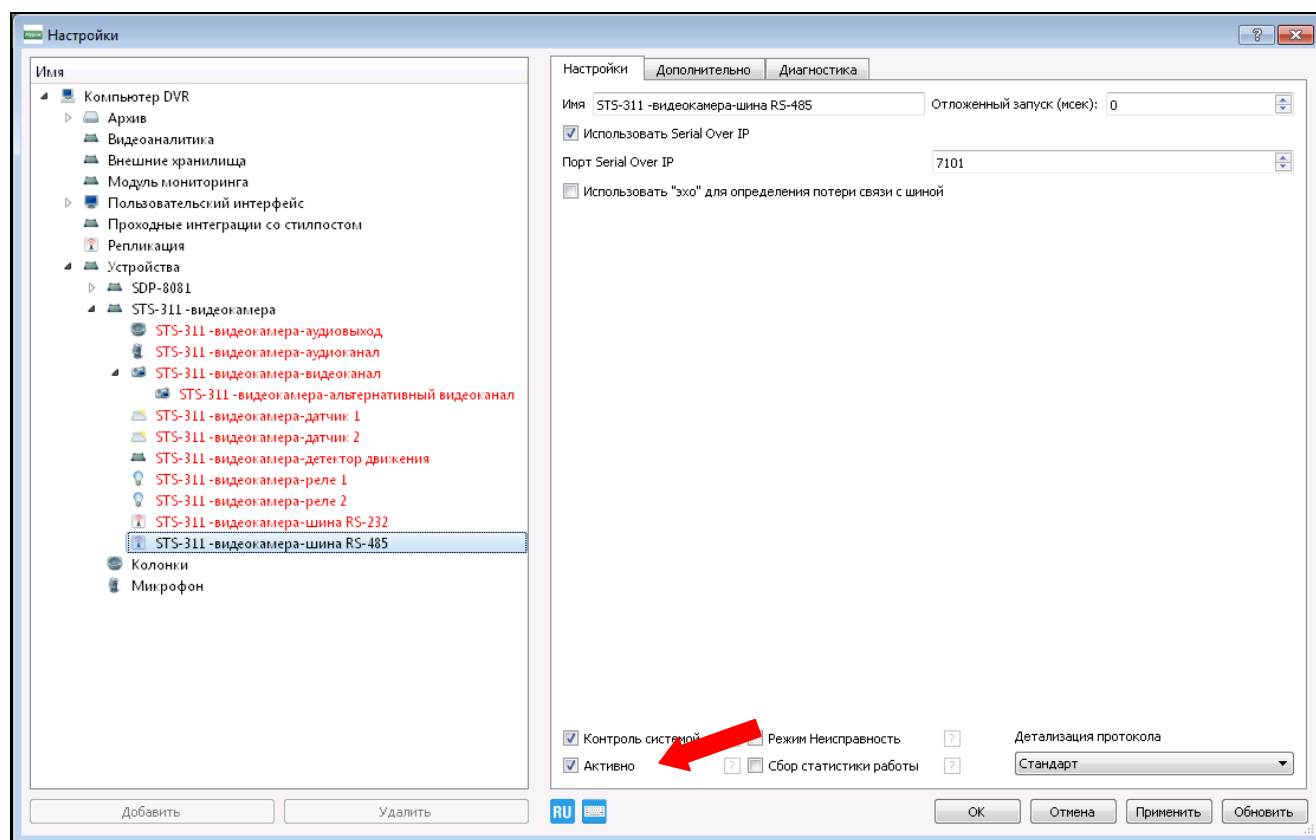 Настройки
Имя
Компьютер DVR
Архив
Видеоаналитика
Внешние хранилища
Модуль мониторинга
Пользовательский интерфейс
Проходные интеграции со стилпостом
Репликация
Устройства
SDP-8081
STS-311 -видеокамера
STS-311 -видеокамера-аудиовыход
STS-311 -видеокамера-аудиоканал
STS-311 -видеокамера-видеоканал
STS-311 -видеокамера-альтернативный видеоканал
STS-311 -видеокамера-датчик 1
STS-311 -видеокамера-датчик 2
STS-311 -видеокамера-детектор движения
STS-311 -видеокамера-реле 1
STS-311 -видеокамера-реле 2
STS-311 -видеокамера-шина RS-232
STS-311 -видеокамера-шина RS-485
Колонки
Микрофон
Добавить Удалить
Настройки Дополнительно Диагностика
Имя STS-311 -видеокамера-шина RS-485 Отложенный запуск (мсек): 0
Использовать Serial Over IP
Порт Serial Over IP 7101
Использовать "эхо" для определения потери связи с шиной
Контроль системой Режим Неисправность ? Детализация протокола
Активно ? Сбор статистики работы ? Стандарт
RU OK Отмена Применить Обновить